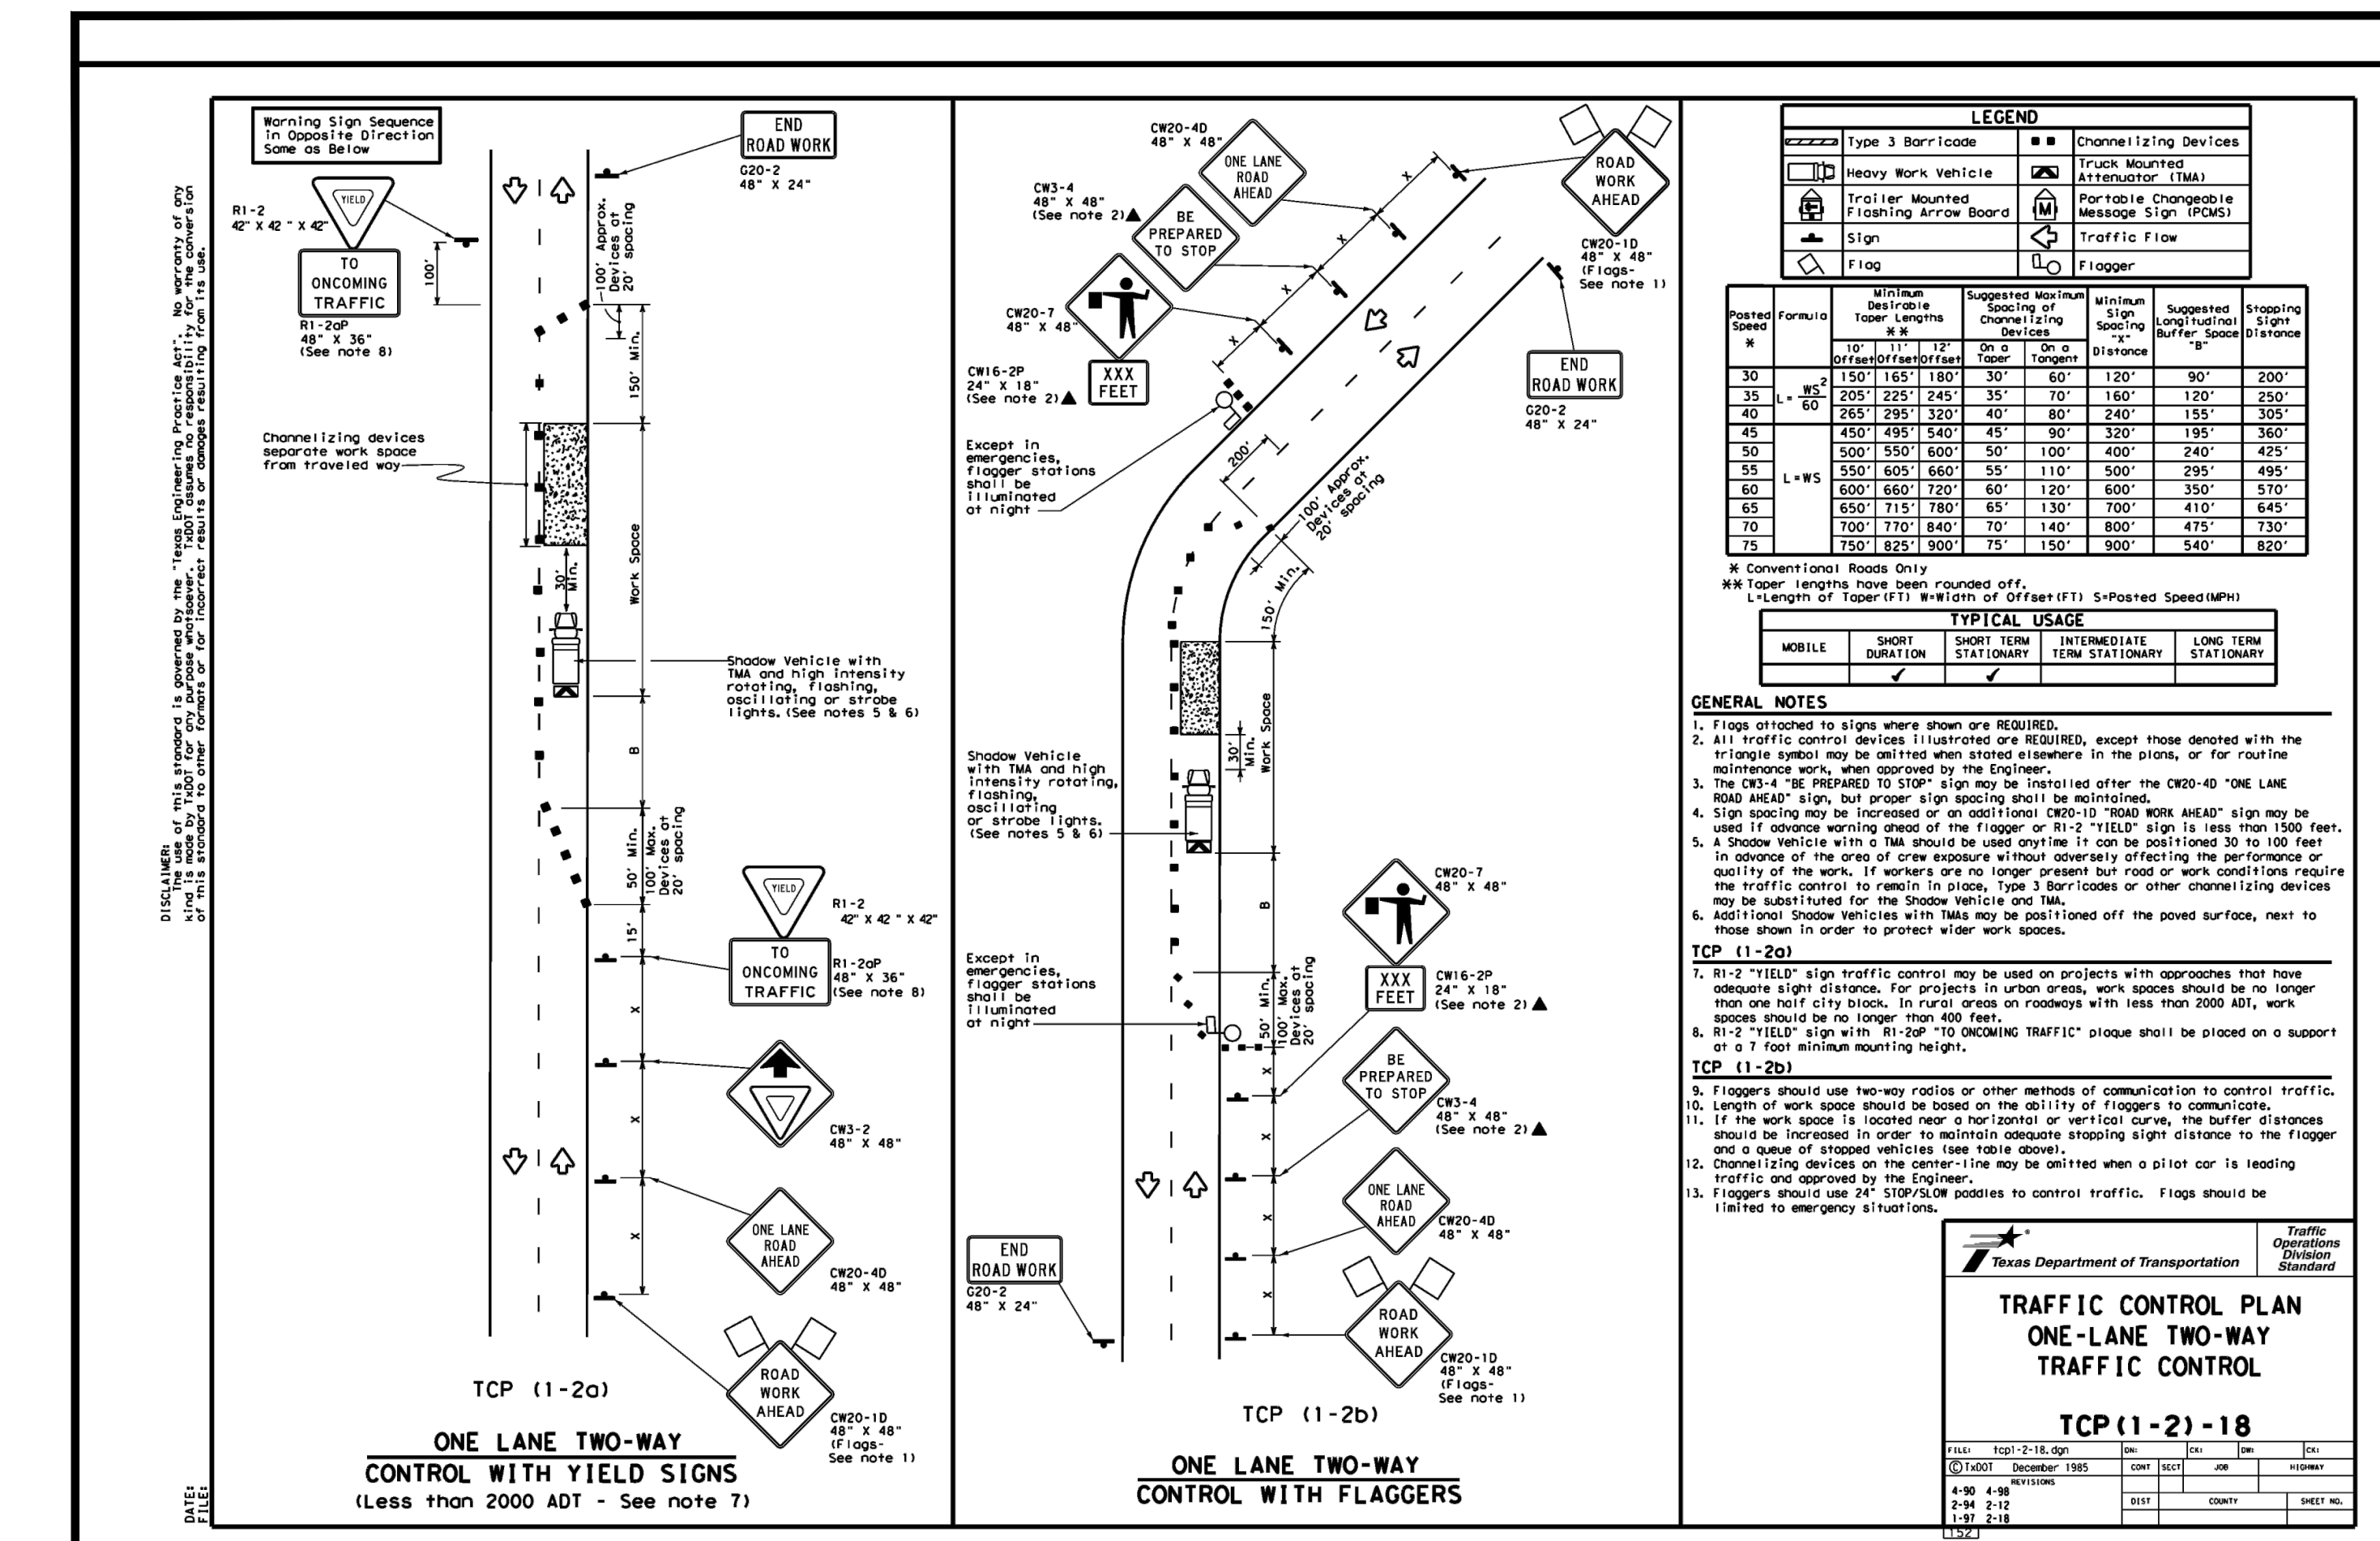 DISCLAIMER:
The use of this standard is governed by the "Texas Engineering Practice Act". No warranty of any
kind is made by TxDOT for any purpose whatsoever. TxDOT assumes no responsibility for the conversion
of this standard to other formats or for incorrect results or damages resulting from its use.
DATE:
FILE:
Warning Sign Sequence
in Opposite Direction
Same as Below
YIELD
R1-2
42" X 42 " X 42"
TO
ONCOMING
TRAFFIC
R1-2aP
48" X 36"
(See note 8)
100'
END
ROAD WORK
G20-2
48" X 24"
100' Approx.
Devices at
20' spacing
150' Min.
Channelizing devices
separate work space
from traveled way
30'
Min.
Work Space
Shadow Vehicle with
TMA and high intensity
rotating, flashing,
oscillating or strobe
lights. (See notes 5 & 6)
B
50' Min.
100' Max.
Devices at
20' spacing
15'
YIELD
R1-2
42" X 42 " X 42"
TO
ONCOMING
TRAFFIC
R1-2aP
48" X 36"
(See note 8)
X
CW3-2
48" X 48"
X
ONE LANE
ROAD
AHEAD
CW20-4D
48" X 48"
X
ROAD
WORK
AHEAD
CW20-1D
48" X 48"
(Flags-
See note 1)
TCP (1-2a)
ONE LANE TWO-WAY
CONTROL WITH YIELD SIGNS
(Less than 2000 ADT - See note 7)
CW20-4D
48" X 48"
ONE LANE
ROAD
AHEAD
ROAD
WORK
AHEAD
CW20-1D
48" X 48"
(Flags-
See note 1)
CW3-4
48" X 48"
(See note 2)
BE
PREPARED
TO STOP
X
X
X
X
CW20-7
48" X 48"
CW16-2P
24" X 18"
(See note 2)
XXX
FEET
END
ROAD WORK
G20-2
48" X 24"
Except in
emergencies,
flagger stations
shall be
illuminated
at night
200'
100' Approx.
Devices at
20' spacing
150' Min.
30'
Min.
Work Space
Shadow Vehicle
with TMA and high
intensity rotating,
flashing,
oscillating
or strobe lights.
(See notes 5 & 6)
B
CW20-7
48" X 48"
Except in
emergencies,
flagger stations
shall be
illuminated
at night
50' Min.
100' Max.
Devices at
20' spacing
XXX
FEET
CW16-2P
24" X 18"
(See note 2)
X
BE
PREPARED
TO STOP
CW3-4
48" X 48"
(See note 2)
X
ONE LANE
ROAD
AHEAD
CW20-4D
48" X 48"
X
END
ROAD WORK
G20-2
48" X 24"
X
ROAD
WORK
AHEAD
CW20-1D
48" X 48"
(Flags-
See note 1)
TCP (1-2b)
ONE LANE TWO-WAY
CONTROL WITH FLAGGERS
LEGEND
Type 3 Barricade Channelizing Devices
Heavy Work Vehicle Truck Mounted
Attenuator (TMA)
Trailer Mounted
Flashing Arrow Board M Portable Changeable
Message Sign (PCMS)
Sign Traffic Flow
Flag Flagger
Posted
Speed
*
Formula
Minimum
Desirable
Taper Lengths
* *
10'
Offset 11'
Offset 12'
Offset
Suggested Maximum
Spacing of
Channelizing
Devices
On a
Taper On a
Tangent
Minimum
Sign
Spacing
"X"
Distance
Suggested
Longitudinal
Buffer Space
"B"
Stopping
Sight
Distance
L = WS²
60
L = WS
30 150' 165' 180' 30' 60' 120' 90' 200'
35 205' 225' 245' 35' 70' 160' 120' 250'
40 265' 295' 320' 40' 80' 240' 155' 305'
45 450' 495' 540' 45' 90' 320' 195' 360'
50 500' 550' 600' 50' 100' 400' 240' 425'
55 550' 605' 660' 55' 110' 500' 295' 495'
60 600' 660' 720' 60' 120' 600' 350' 570'
65 650' 715' 780' 65' 130' 700' 410' 645'
70 700' 770' 840' 70' 140' 800' 475' 730'
75 750' 825' 900' 75' 150' 900' 540' 820'
* Conventional Roads Only
** Taper lengths have been rounded off.
L=Length of Taper(FT) W=Width of Offset(FT) S=Posted Speed(MPH)
TYPICAL USAGE
MOBILE SHORT
DURATION SHORT TERM
STATIONARY INTERMEDIATE
TERM STATIONARY LONG TERM
STATIONARY
✓ ✓
GENERAL NOTES
1. Flags attached to signs where shown are REQUIRED.
2. All traffic control devices illustrated are REQUIRED, except those denoted with the
triangle symbol may be omitted when stated elsewhere in the plans, or for routine
maintenance work, when approved by the Engineer.
3. The CW3-4 "BE PREPARED TO STOP" sign may be installed after the CW20-4D "ONE LANE
ROAD AHEAD" sign, but proper sign spacing shall be maintained.
4. Sign spacing may be increased or an additional CW20-1D "ROAD WORK AHEAD" sign may be
used if advance warning ahead of the flagger or R1-2 "YIELD" sign is less than 1500 feet.
5. A Shadow Vehicle with a TMA should be used anytime it can be positioned 30 to 100 feet
in advance of the area of crew exposure without adversely affecting the performance or
quality of the work. If workers are no longer present but road or work conditions require
the traffic control to remain in place, Type 3 Barricades or other channelizing devices
may be substituted for the Shadow Vehicle and TMA.
6. Additional Shadow Vehicles with TMAs may be positioned off the paved surface, next to
those shown in order to protect wider work spaces.
TCP (1-2a)
7. R1-2 "YIELD" sign traffic control may be used on projects with approaches that have
adequate sight distance. For projects in urban areas, work spaces should be no longer
than one half city block. In rural areas on roadways with less than 2000 ADT, work
spaces should be no longer than 400 feet.
8. R1-2 "YIELD" sign with R1-2aP "TO ONCOMING TRAFFIC" plaque shall be placed on a support
at a 7 foot minimum mounting height.
TCP (1-2b)
9. Flaggers should use two-way radios or other methods of communication to control traffic.
10. Length of work space should be based on the ability of flaggers to communicate.
11. If the work space is located near a horizontal or vertical curve, the buffer distances
should be increased in order to maintain adequate stopping sight distance to the flagger
and a queue of stopped vehicles (see table above).
12. Channelizing devices on the center-line may be omitted when a pilot car is leading
traffic and approved by the Engineer.
13. Flaggers should use 24" STOP/SLOW paddles to control traffic. Flags should be
limited to emergency situations.
Texas Department of Transportation
Traffic
Operations
Division
Standard
TRAFFIC CONTROL PLAN
ONE-LANE TWO-WAY
TRAFFIC CONTROL
TCP(1-2)-18
FILE: tcp1-2-18.dgn DN: CK: DW: CK:
© TxDOT December 1985 CONT SECT JOB HIGHWAY
REVISIONS
4-90 4-98
2-94 2-12
1-97 2-18
DIST COUNTY SHEET NO.
152